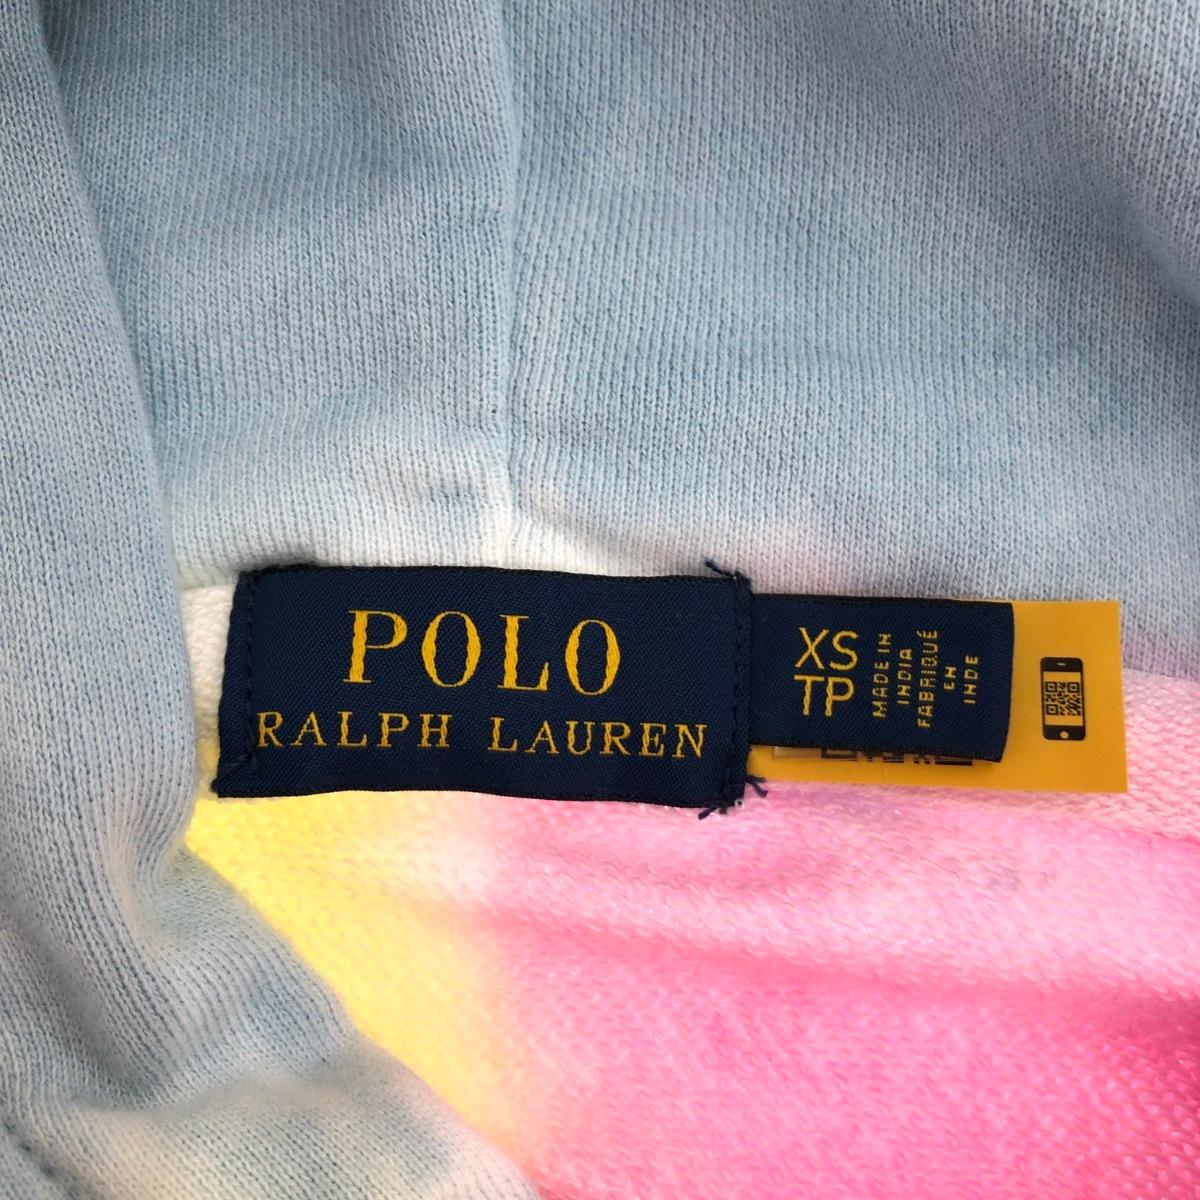 POLO
RALPH LAUREN
XS
TP
MADE IN
INDIA
FABRIQUÉ
EN
INDE